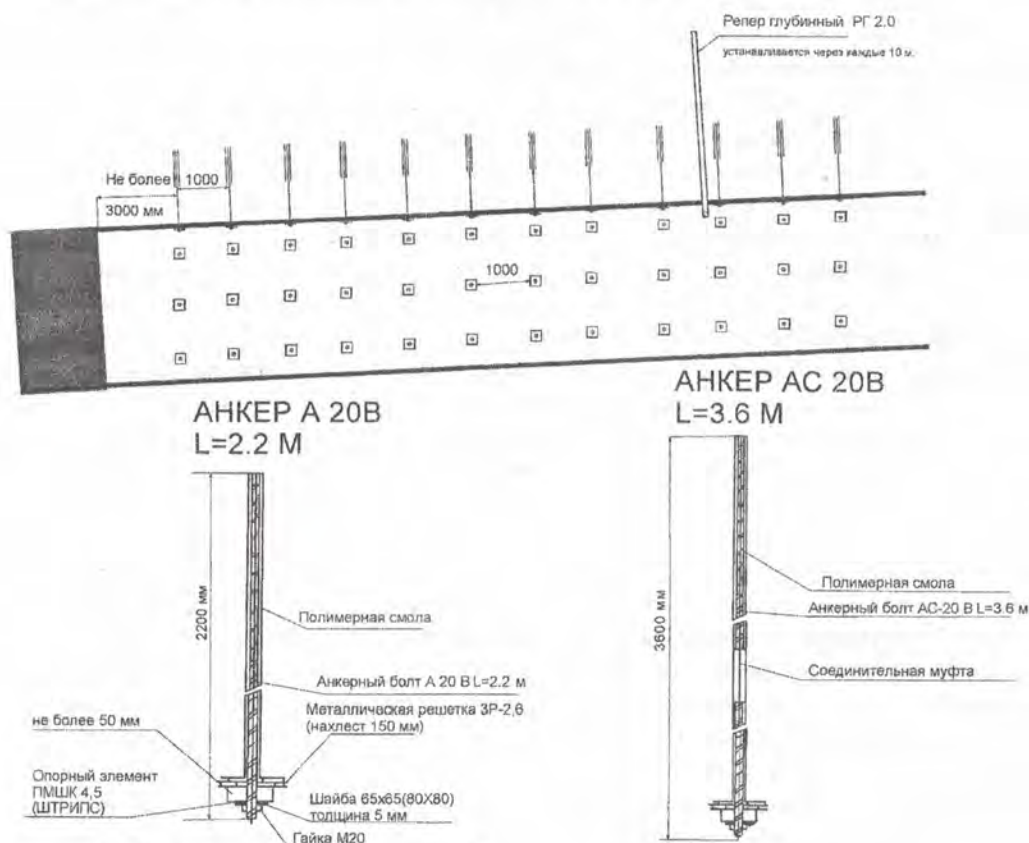 Репер глубинный РГ 2.0
устанавливается через каждые 10 м.
Не более
1000
3000 мм
1000
АНКЕР А 20В
L=2.2 М
АНКЕР АС 20В
L=3.6 М
2200 мм
Полимерная смола
Анкерный болт А 20 В L=2.2 м
Металлическая решетка ЗР-2,6
(нахлест 150 мм)
не более 50 мм
Опорный элемент
ПМШК 4,5
(ШТРИПС)
Шайба 65х65(80Х80)
толщина 5 мм
Гайка М20
3600 мм
Полимерная смола
Анкерный болт АС-20 В L=3.6 м
Соединительная муфта